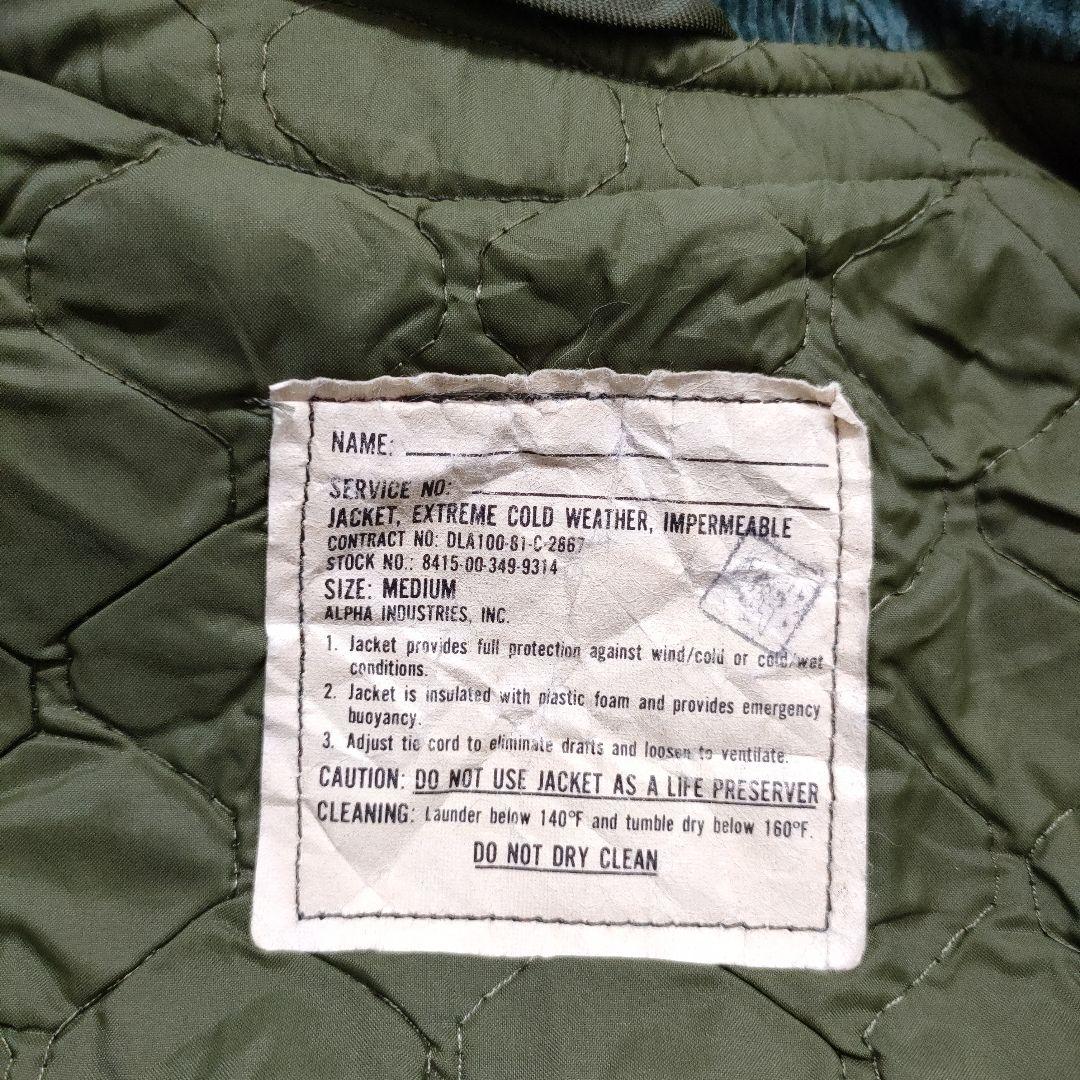 NAME:
SERVICE NO:
JACKET, EXTREME COLD WEATHER, IMPERMEABLE
CONTRACT NO: DLA100-81-C-2867
STOCK NO.: 8415-00-349-9314
SIZE: MEDIUM
ALPHA INDUSTRIES, INC.
1. Jacket provides full protection against wind/cold or cold/wet
conditions.
2. Jacket is insulated with plastic foam and provides emergency
buoyancy.
3. Adjust tie cord to eliminate drafts and loosen to ventilate.
CAUTION: DO NOT USE JACKET AS A LIFE PRESERVER
CLEANING: Launder below 140°F and tumble dry below 160°F.
DO NOT DRY CLEAN